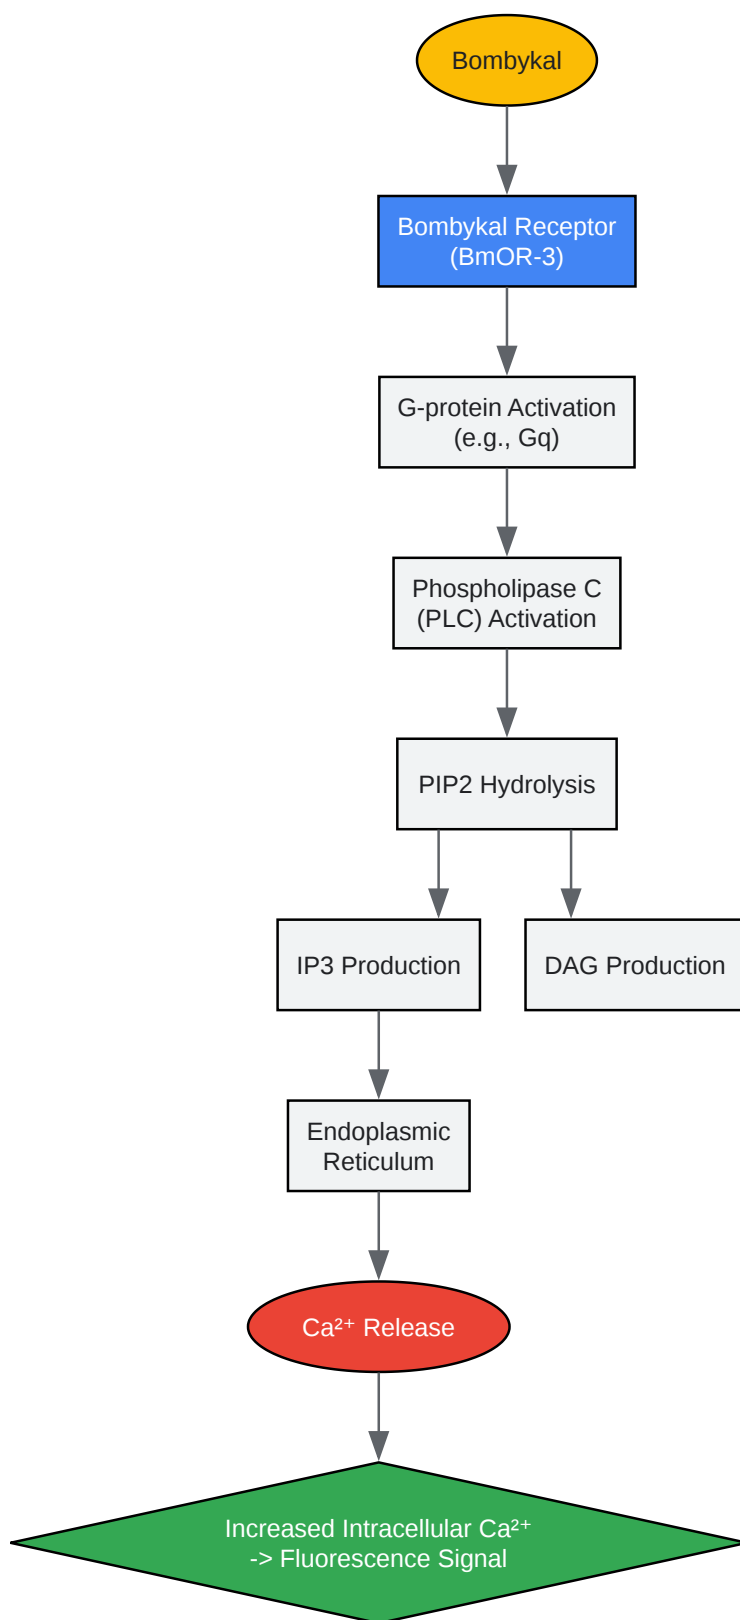 Bombykal
Bombykal Receptor
(BmOR-3)
G-protein Activation
(e.g., Gq)
Phospholipase C
(PLC) Activation
PIP2 Hydrolysis
IP3 Production
DAG Production
Endoplasmic
Reticulum
Ca²⁺ Release
Increased Intracellular Ca²⁺
-> Fluorescence Signal